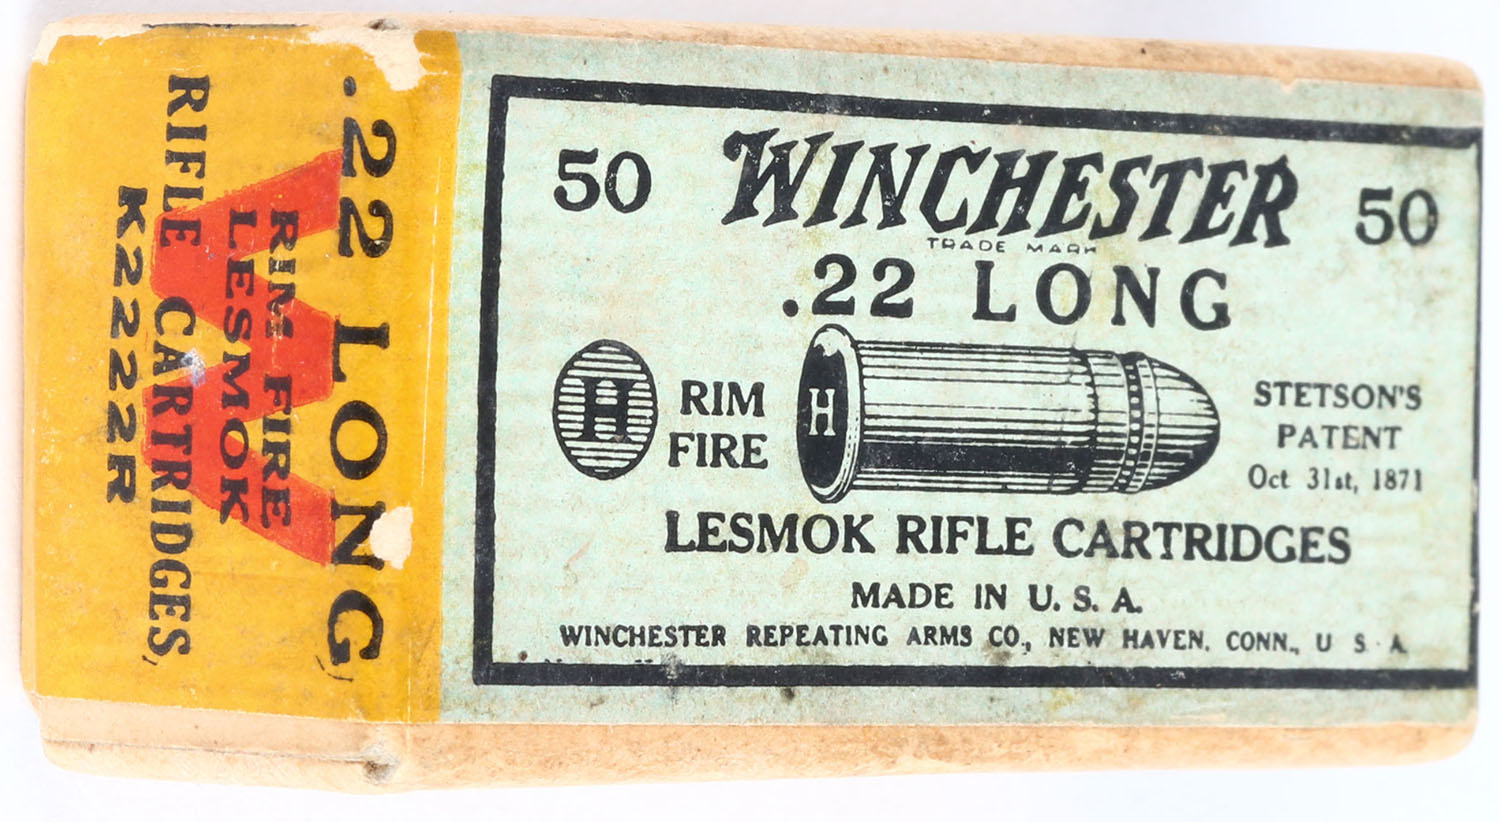 50 WINCHESTER 50
TRADE MARK
.22 LONG
H
RIM
FIRE
H
STETSON'S
PATENT
Oct 31st, 1871
LESMOK RIFLE CARTRIDGES
MADE IN U. S. A.
WINCHESTER REPEATING ARMS CO., NEW HAVEN, CONN., U S. A.
.22 LONG,
RIM FIRE
LESMOK
RIFLE CARTRIDGES,
K2222R
W